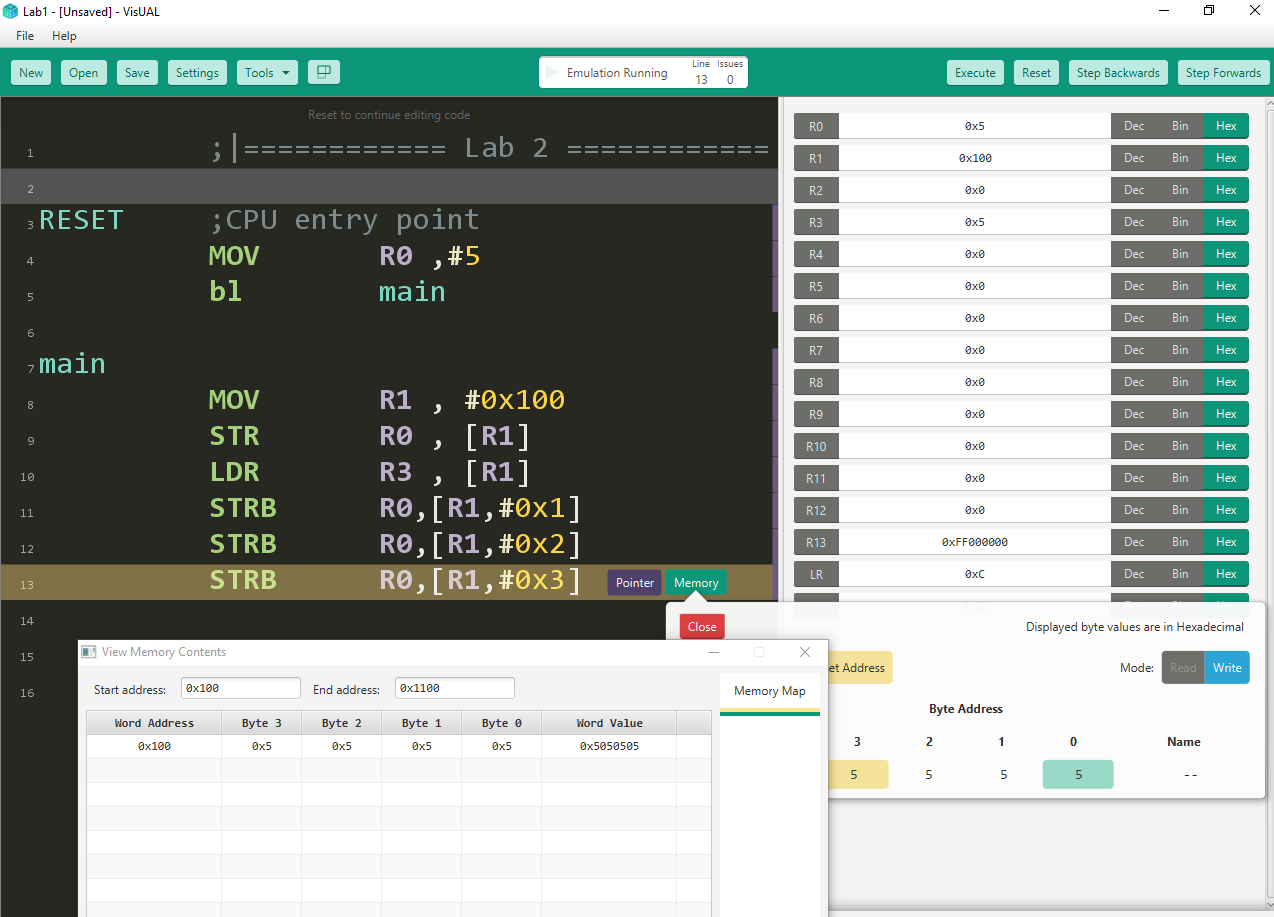 Lab1 - [Unsaved] - VisUAL
File Help
New Open Save Settings Tools Emulation Running Line 13 Issues 0 Execute Reset Step Backwards Step Forwards
Reset to continue editing code
1 ;|============ Lab 2 ============
2
3 RESET ;CPU entry point
4 MOV R0 ,#5
5 bl main
6
7 main
8 MOV R1 , #0x100
9 STR R0 , [R1]
10 LDR R3 , [R1]
11 STRB R0,[R1,#0x1]
12 STRB R0,[R1,#0x2]
13 STRB R0,[R1,#0x3] Pointer Memory
14
15
16
R0 0x5 Dec Bin Hex
R1 0x100 Dec Bin Hex
R2 0x0 Dec Bin Hex
R3 0x5 Dec Bin Hex
R4 0x0 Dec Bin Hex
R5 0x0 Dec Bin Hex
R6 0x0 Dec Bin Hex
R7 0x0 Dec Bin Hex
R8 0x0 Dec Bin Hex
R9 0x0 Dec Bin Hex
R10 0x0 Dec Bin Hex
R11 0x0 Dec Bin Hex
R12 0x0 Dec Bin Hex
R13 0xFF000000 Dec Bin Hex
LR 0xC Dec Bin Hex
Close Displayed byte values are in Hexadecimal
et Address Mode: Read Write
Byte Address
3 2 1 0 Name
5 5 5 5 --
View Memory Contents
Start address: 0x100 End address: 0x1100 Memory Map
Word Address Byte 3 Byte 2 Byte 1 Byte 0 Word Value
0x100 0x5 0x5 0x5 0x5 0x5050505